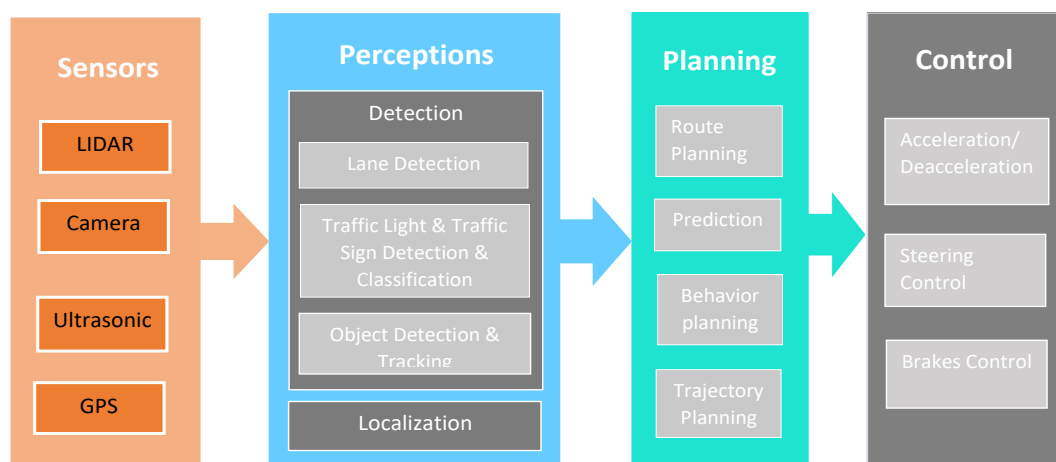 Sensors
LIDAR
Camera
Ultrasonic
GPS
Perceptions
Detection
Lane Detection
Traffic Light & Traffic
Sign Detection &
Classification
Object Detection &
Tracking
Localization
Planning
Route
Planning
Prediction
Behavior
planning
Trajectory
Planning
Control
Acceleration/
Deacceleration
Steering
Control
Brakes Control